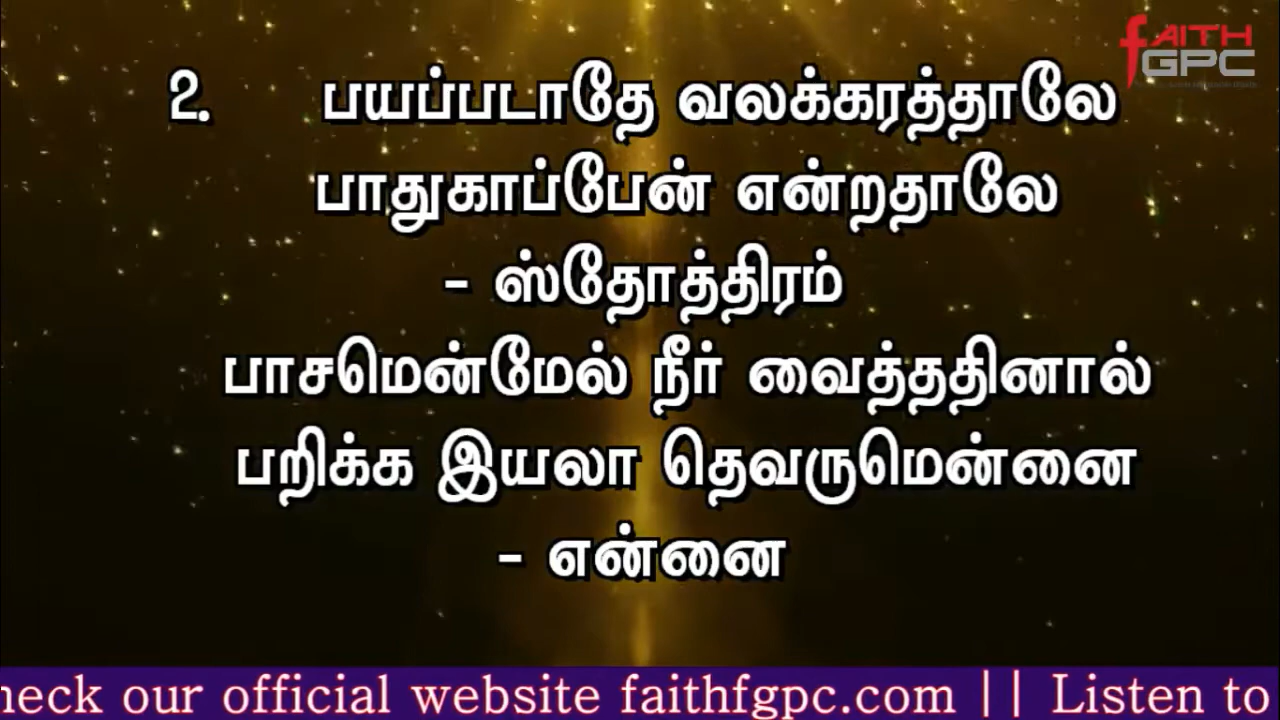 fAITH
GPC
2. பயப்படாதே வலக்கரத்தாலே
பாதுகாப்பேன் என்றதாலே
- ஸ்தோத்திரம்
பாசமென்மேல் நீர் வைத்ததினால்
பறிக்க இயலா தெவருமென்னை
- என்னை
heck our official website faithfgpc.com || Listen to